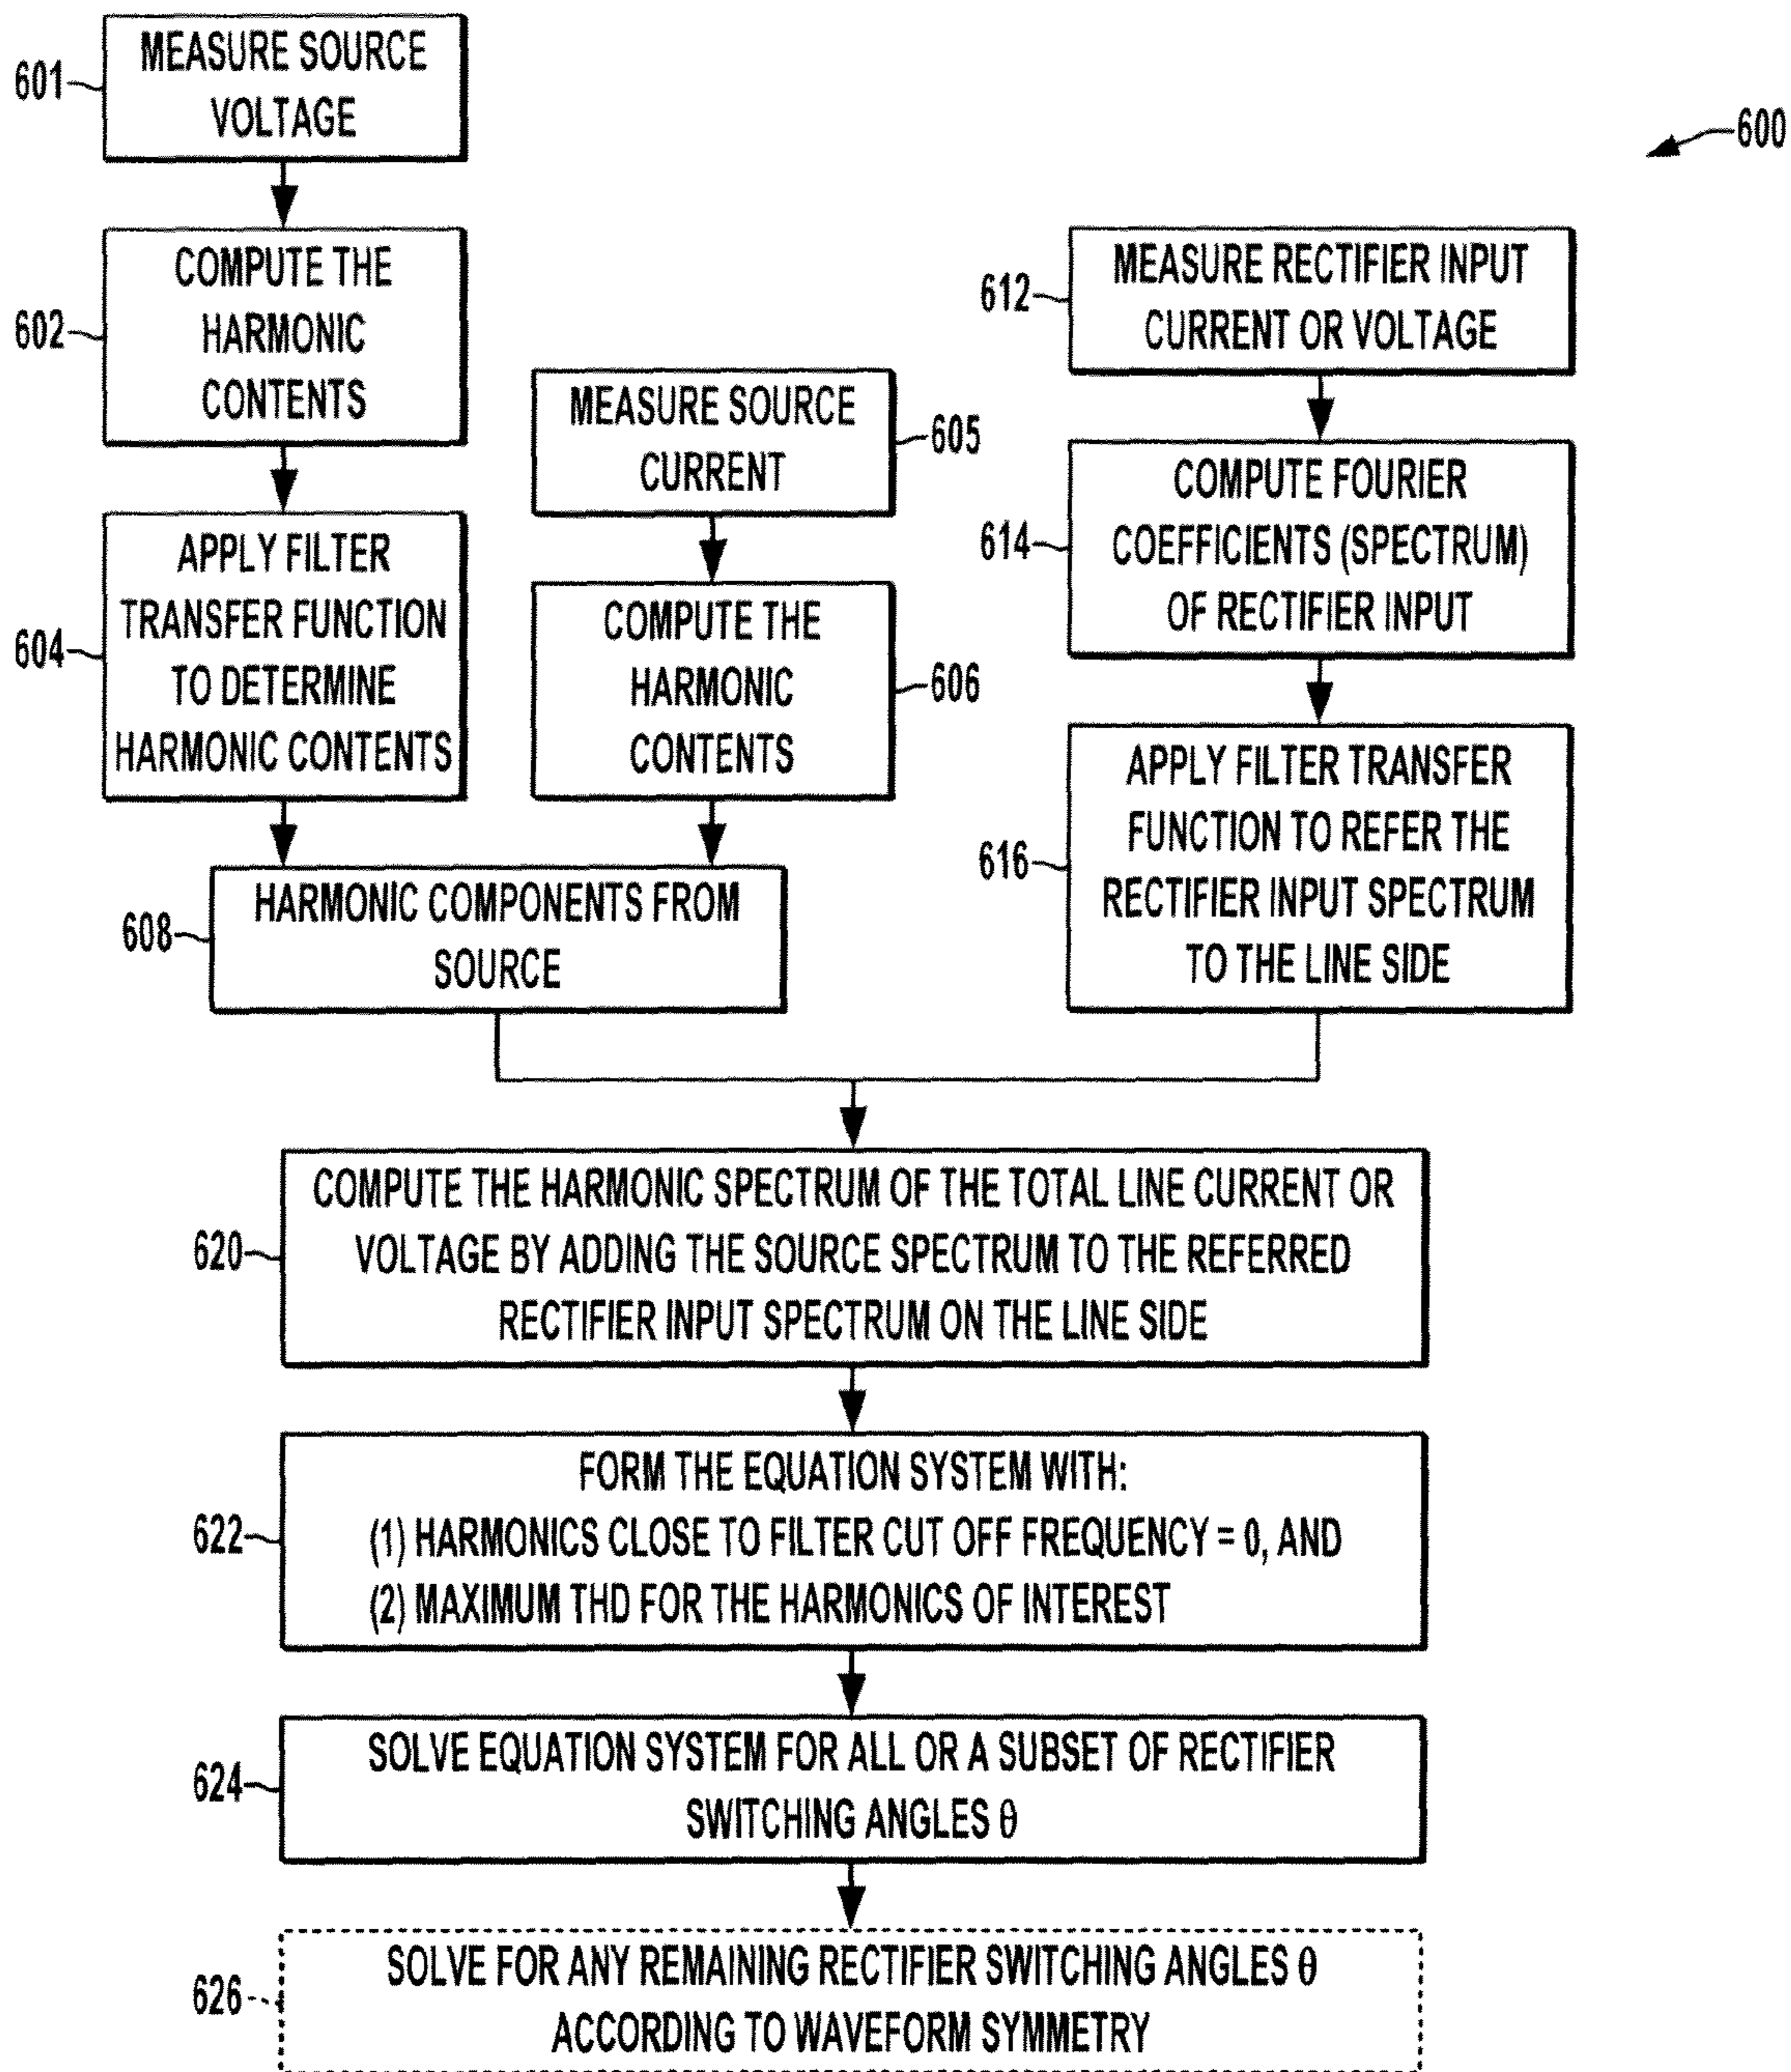 600
601
MEASURE SOURCE
VOLTAGE
602
COMPUTE THE
HARMONIC
CONTENTS
604
APPLY FILTER
TRANSFER FUNCTION
TO DETERMINE
HARMONIC CONTENTS
605
MEASURE SOURCE
CURRENT
606
COMPUTE THE
HARMONIC
CONTENTS
608
HARMONIC COMPONENTS FROM
SOURCE
612
MEASURE RECTIFIER INPUT
CURRENT OR VOLTAGE
614
COMPUTE FOURIER
COEFFICIENTS (SPECTRUM)
OF RECTIFIER INPUT
616
APPLY FILTER TRANSFER
FUNCTION TO REFER THE
RECTIFIER INPUT SPECTRUM
TO THE LINE SIDE
620
COMPUTE THE HARMONIC SPECTRUM OF THE TOTAL LINE CURRENT OR
VOLTAGE BY ADDING THE SOURCE SPECTRUM TO THE REFERRED
RECTIFIER INPUT SPECTRUM ON THE LINE SIDE
622
FORM THE EQUATION SYSTEM WITH:
(1) HARMONICS CLOSE TO FILTER CUT OFF FREQUENCY = 0, AND
(2) MAXIMUM THD FOR THE HARMONICS OF INTEREST
624
SOLVE EQUATION SYSTEM FOR ALL OR A SUBSET OF RECTIFIER
SWITCHING ANGLES θ
626
SOLVE FOR ANY REMAINING RECTIFIER SWITCHING ANGLES θ
ACCORDING TO WAVEFORM SYMMETRY